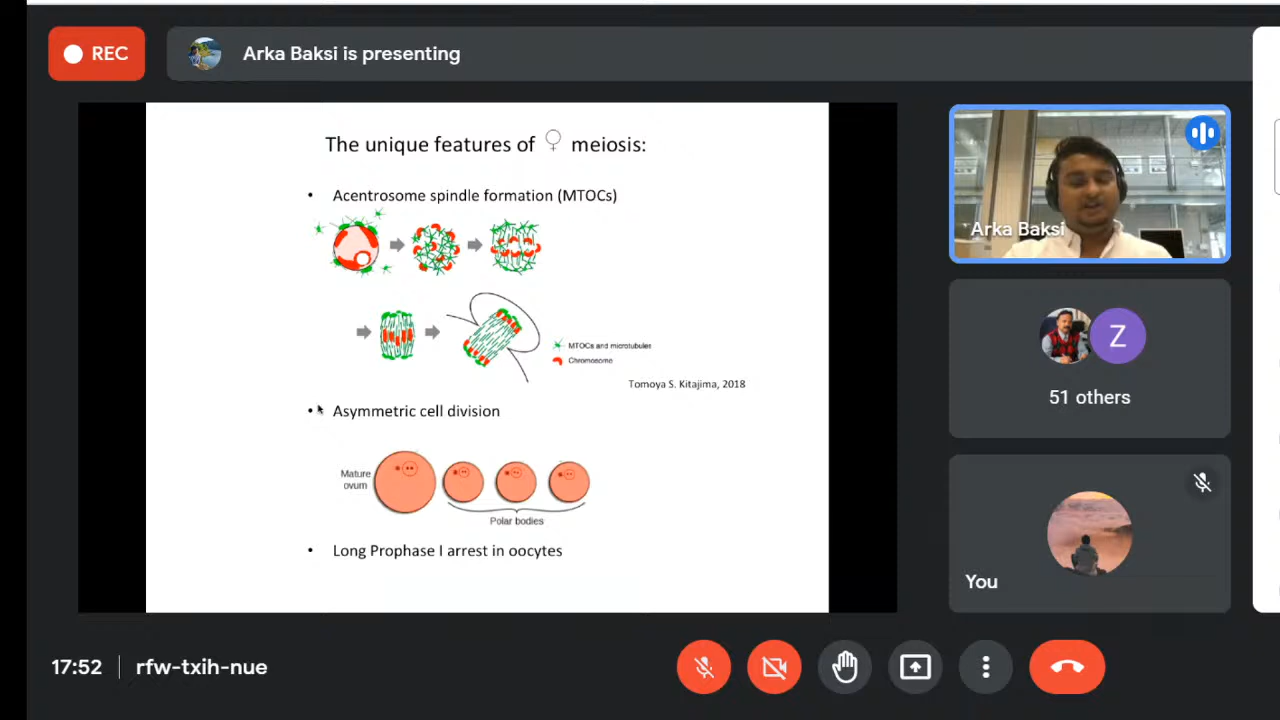 REC
Arka Baksi is presenting
The unique features of ♀ meiosis:
• Acentrosome spindle formation (MTOCs)
MTOCs and microtubules
Chromosome
Tomoya S. Kitajima, 2018
• Asymmetric cell division
Mature
ovum
Polar bodies
• Long Prophase I arrest in oocytes
Arka Baksi
Z
51 others
You
17:52 | rfw-txih-nue